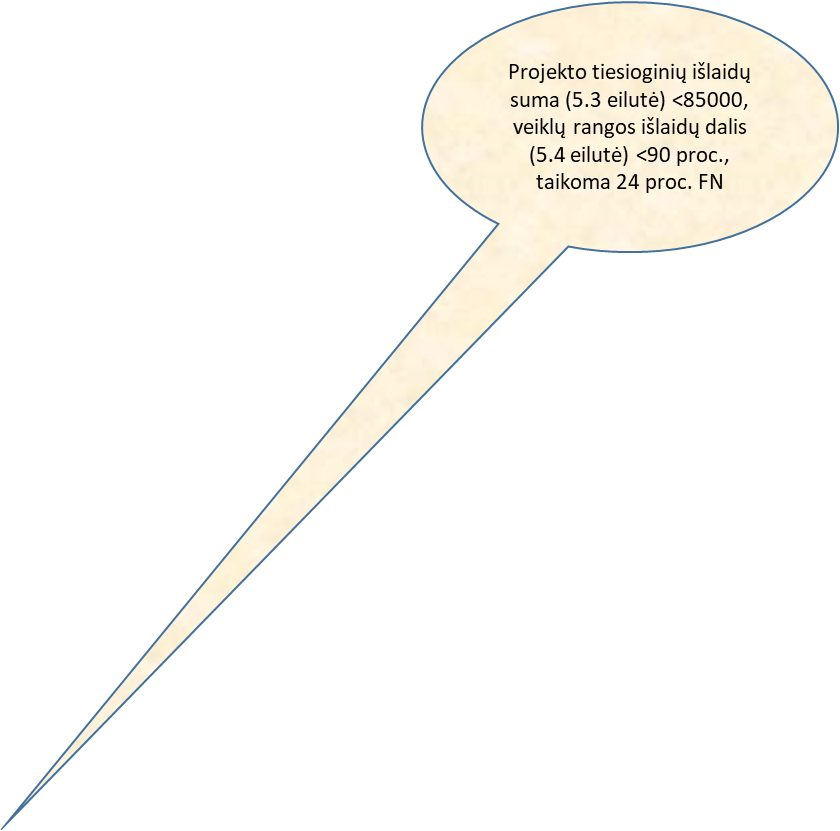 Projekto tiesioginių išlaidų
suma (5.3 eilutė) <85000,
veiklų rangos išlaidų dalis
(5.4 eilutė) <90 proc.,
taikoma 24 proc. FN